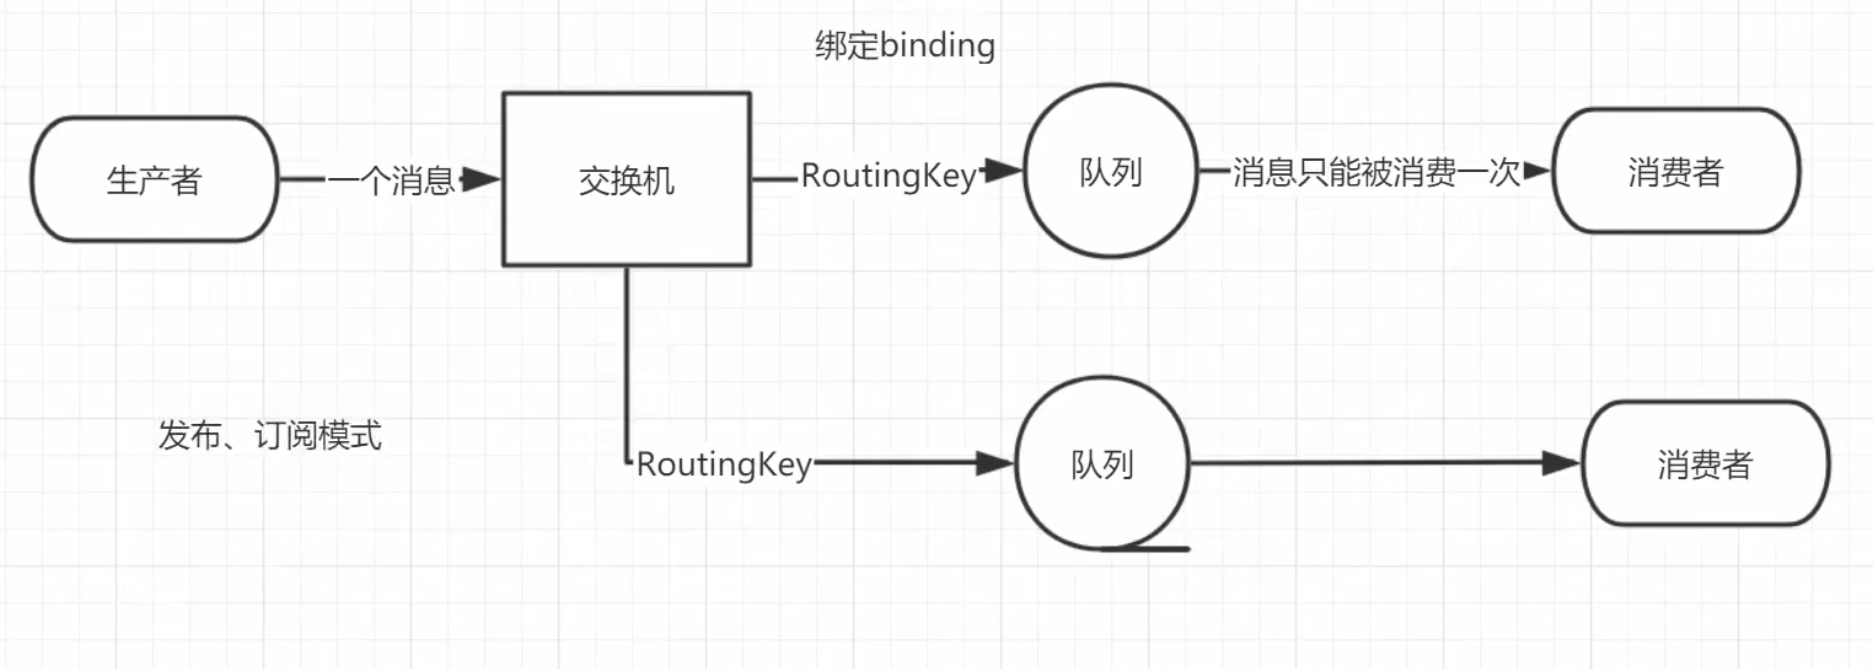 绑定binding
生产者
一个消息
交换机
RoutingKey
队列
消息只能被消费一次
消费者
发布、订阅模式
RoutingKey
队列
消费者